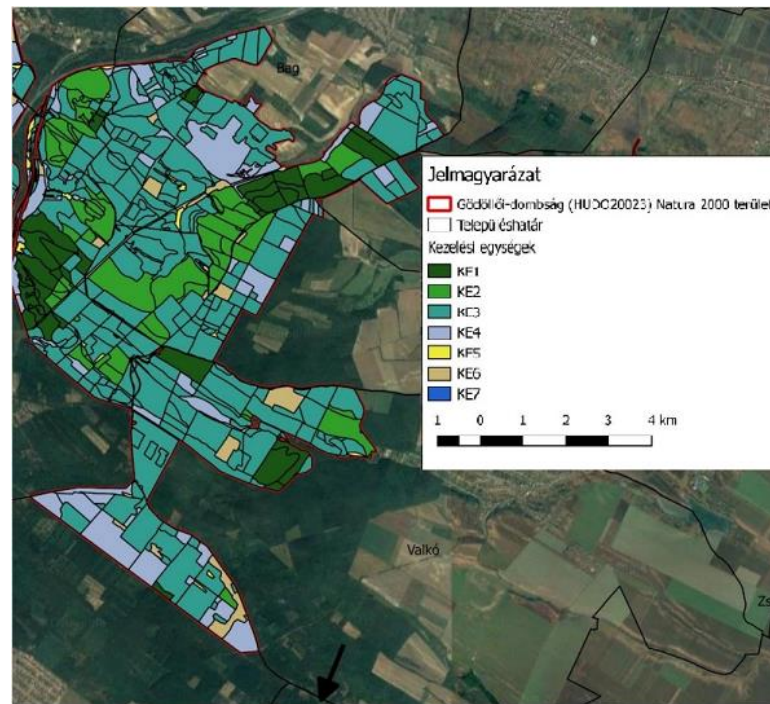 Bag
Jelmagyarázat
Gödöllői-dombság (HUDO20023) Natura 2000 terület
Településhatár
Kezelési egységek
KE1
KE2
KE3
KE4
KE5
KE6
KE7
1 0 1 2 3 4 km
Valkó
Zs